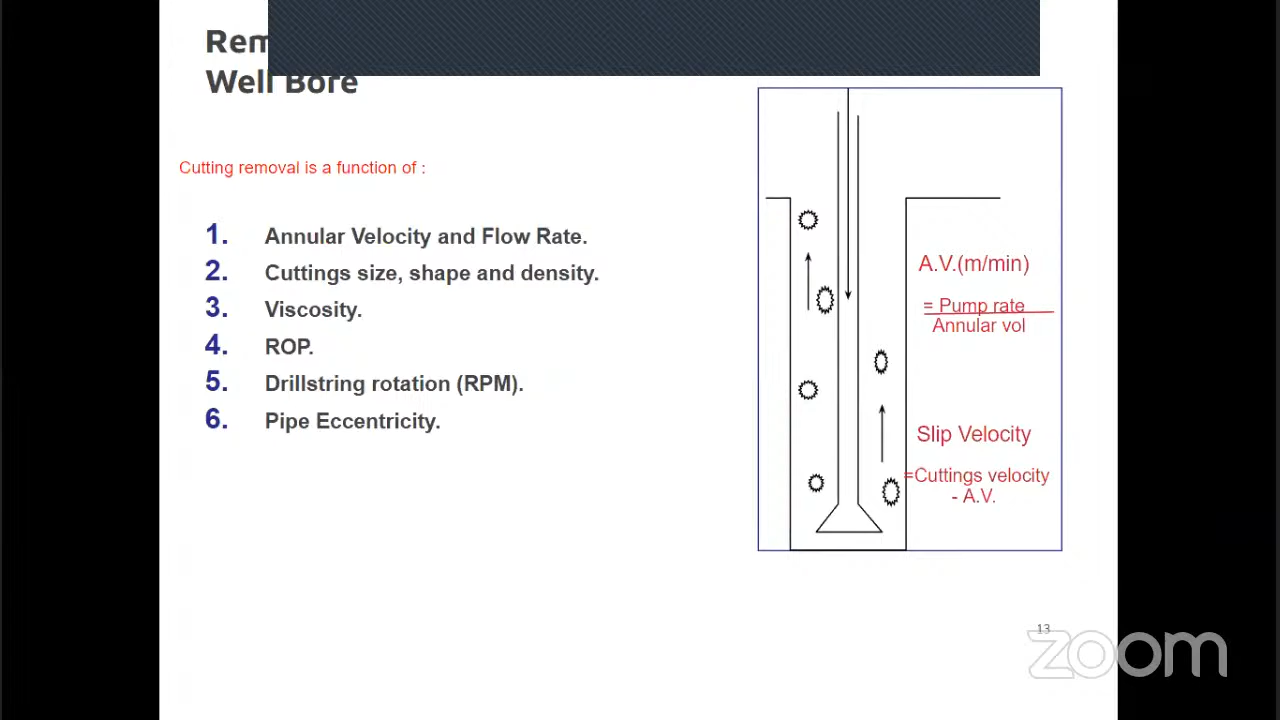 Rem
Well Bore
Cutting removal is a function of :
1. Annular Velocity and Flow Rate.
2. Cuttings size, shape and density.
3. Viscosity.
4. ROP.
5. Drillstring rotation (RPM).
6. Pipe Eccentricity.
A.V.(m/min)
= Pump rate
Annular vol
Slip Velocity
=Cuttings velocity
- A.V.
13
zoom